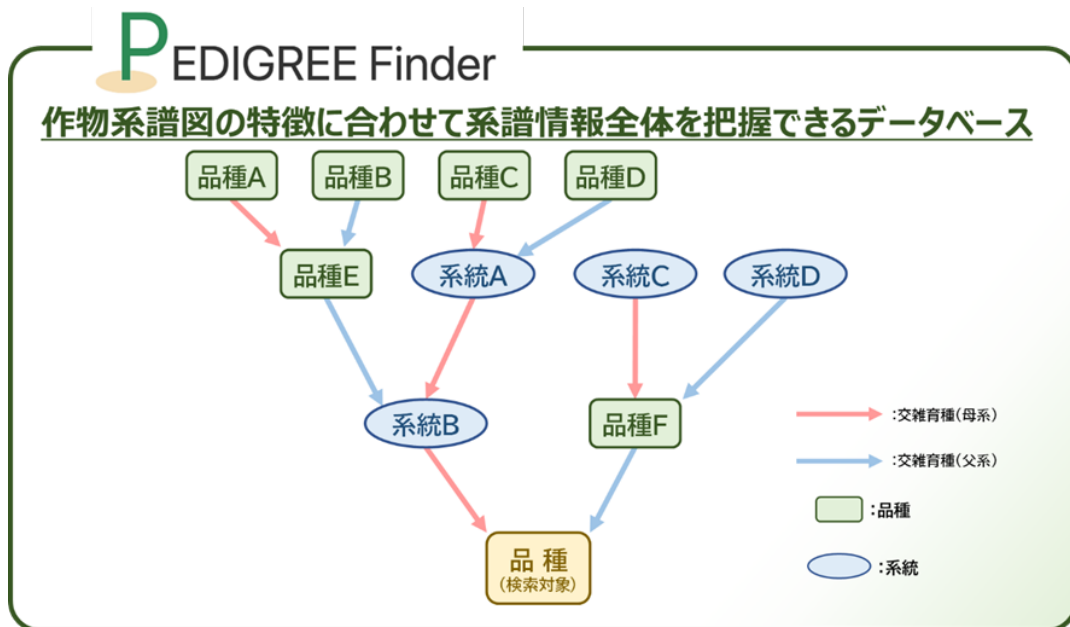 PEDIGREE Finder
作物系譜図の特徴に合わせて系譜情報全体を把握できるデータベース
品種A 品種B 品種C 品種D
品種E 系統A 系統C 系統D
系統B 品種F
:交雑育種(母系)
:交雑育種(父系)
:品種
:系統
品 種
(検索対象)